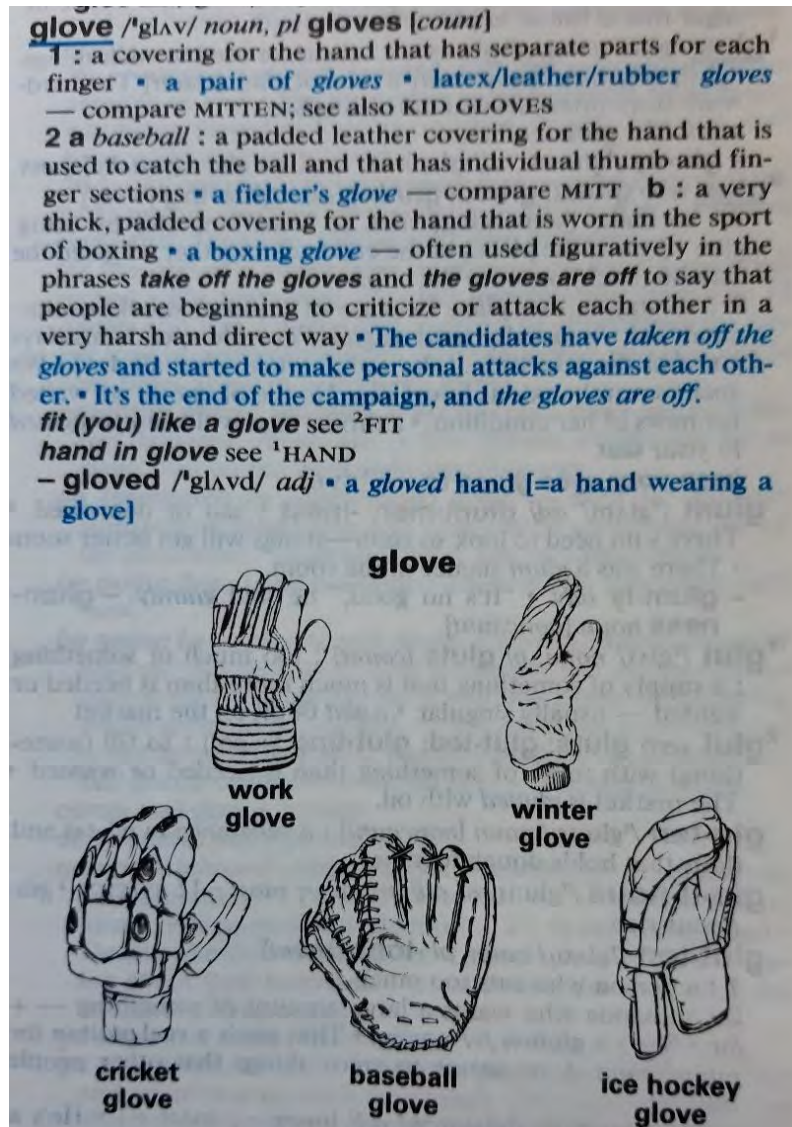 glove /ˈglʌv/ noun, pl gloves [count]
1 : a covering for the hand that has separate parts for each
finger ▪ a pair of gloves ▪ latex/leather/rubber gloves
— compare MITTEN; see also KID GLOVES
2 a baseball : a padded leather covering for the hand that is
used to catch the ball and that has individual thumb and fin-
ger sections ▪ a fielder's glove — compare MITT b : a very
thick, padded covering for the hand that is worn in the sport
of boxing ▪ a boxing glove — often used figuratively in the
phrases take off the gloves and the gloves are off to say that
people are beginning to criticize or attack each other in a
very harsh and direct way ▪ The candidates have taken off the
gloves and started to make personal attacks against each oth-
er. ▪ It's the end of the campaign, and the gloves are off.
fit (you) like a glove see ²FIT
hand in glove see ¹HAND
– gloved /ˈglʌvd/ adj ▪ a gloved hand [=a hand wearing a
glove]
glove
work
glove
winter
glove
cricket
glove
baseball
glove
ice hockey
glove